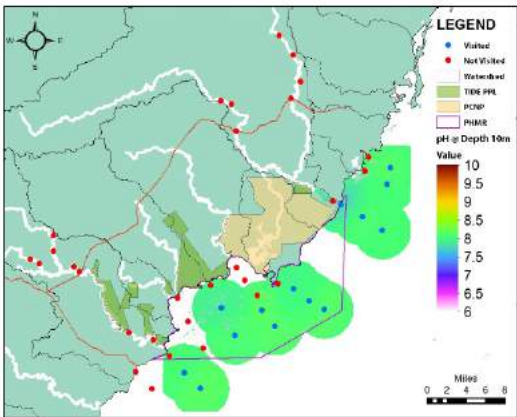 N
W E
S
LEGEND
Visited
Not Visited
Watershed
TIDE PPL
PCNP
PHMR
pH @ Depth 10m
Value
10
9.5
9
8.5
8
7.5
7
6.5
6
Miles
0 2 4 6 8